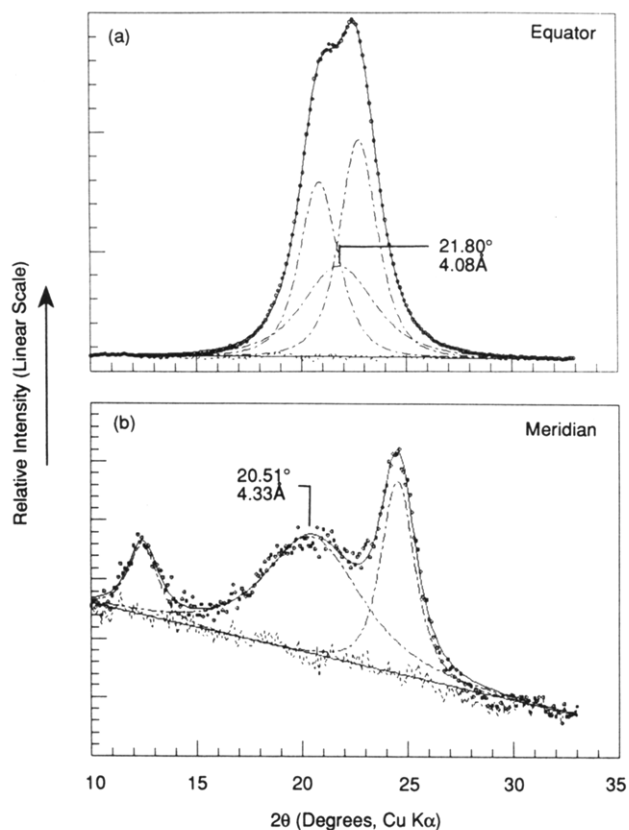 (a)
Equator
21.80°
4.08Å
Relative Intensity (Linear Scale)
(b)
Meridian
20.51°
4.33Å
10 15 20 25 30 35
2θ (Degrees, Cu Kα)